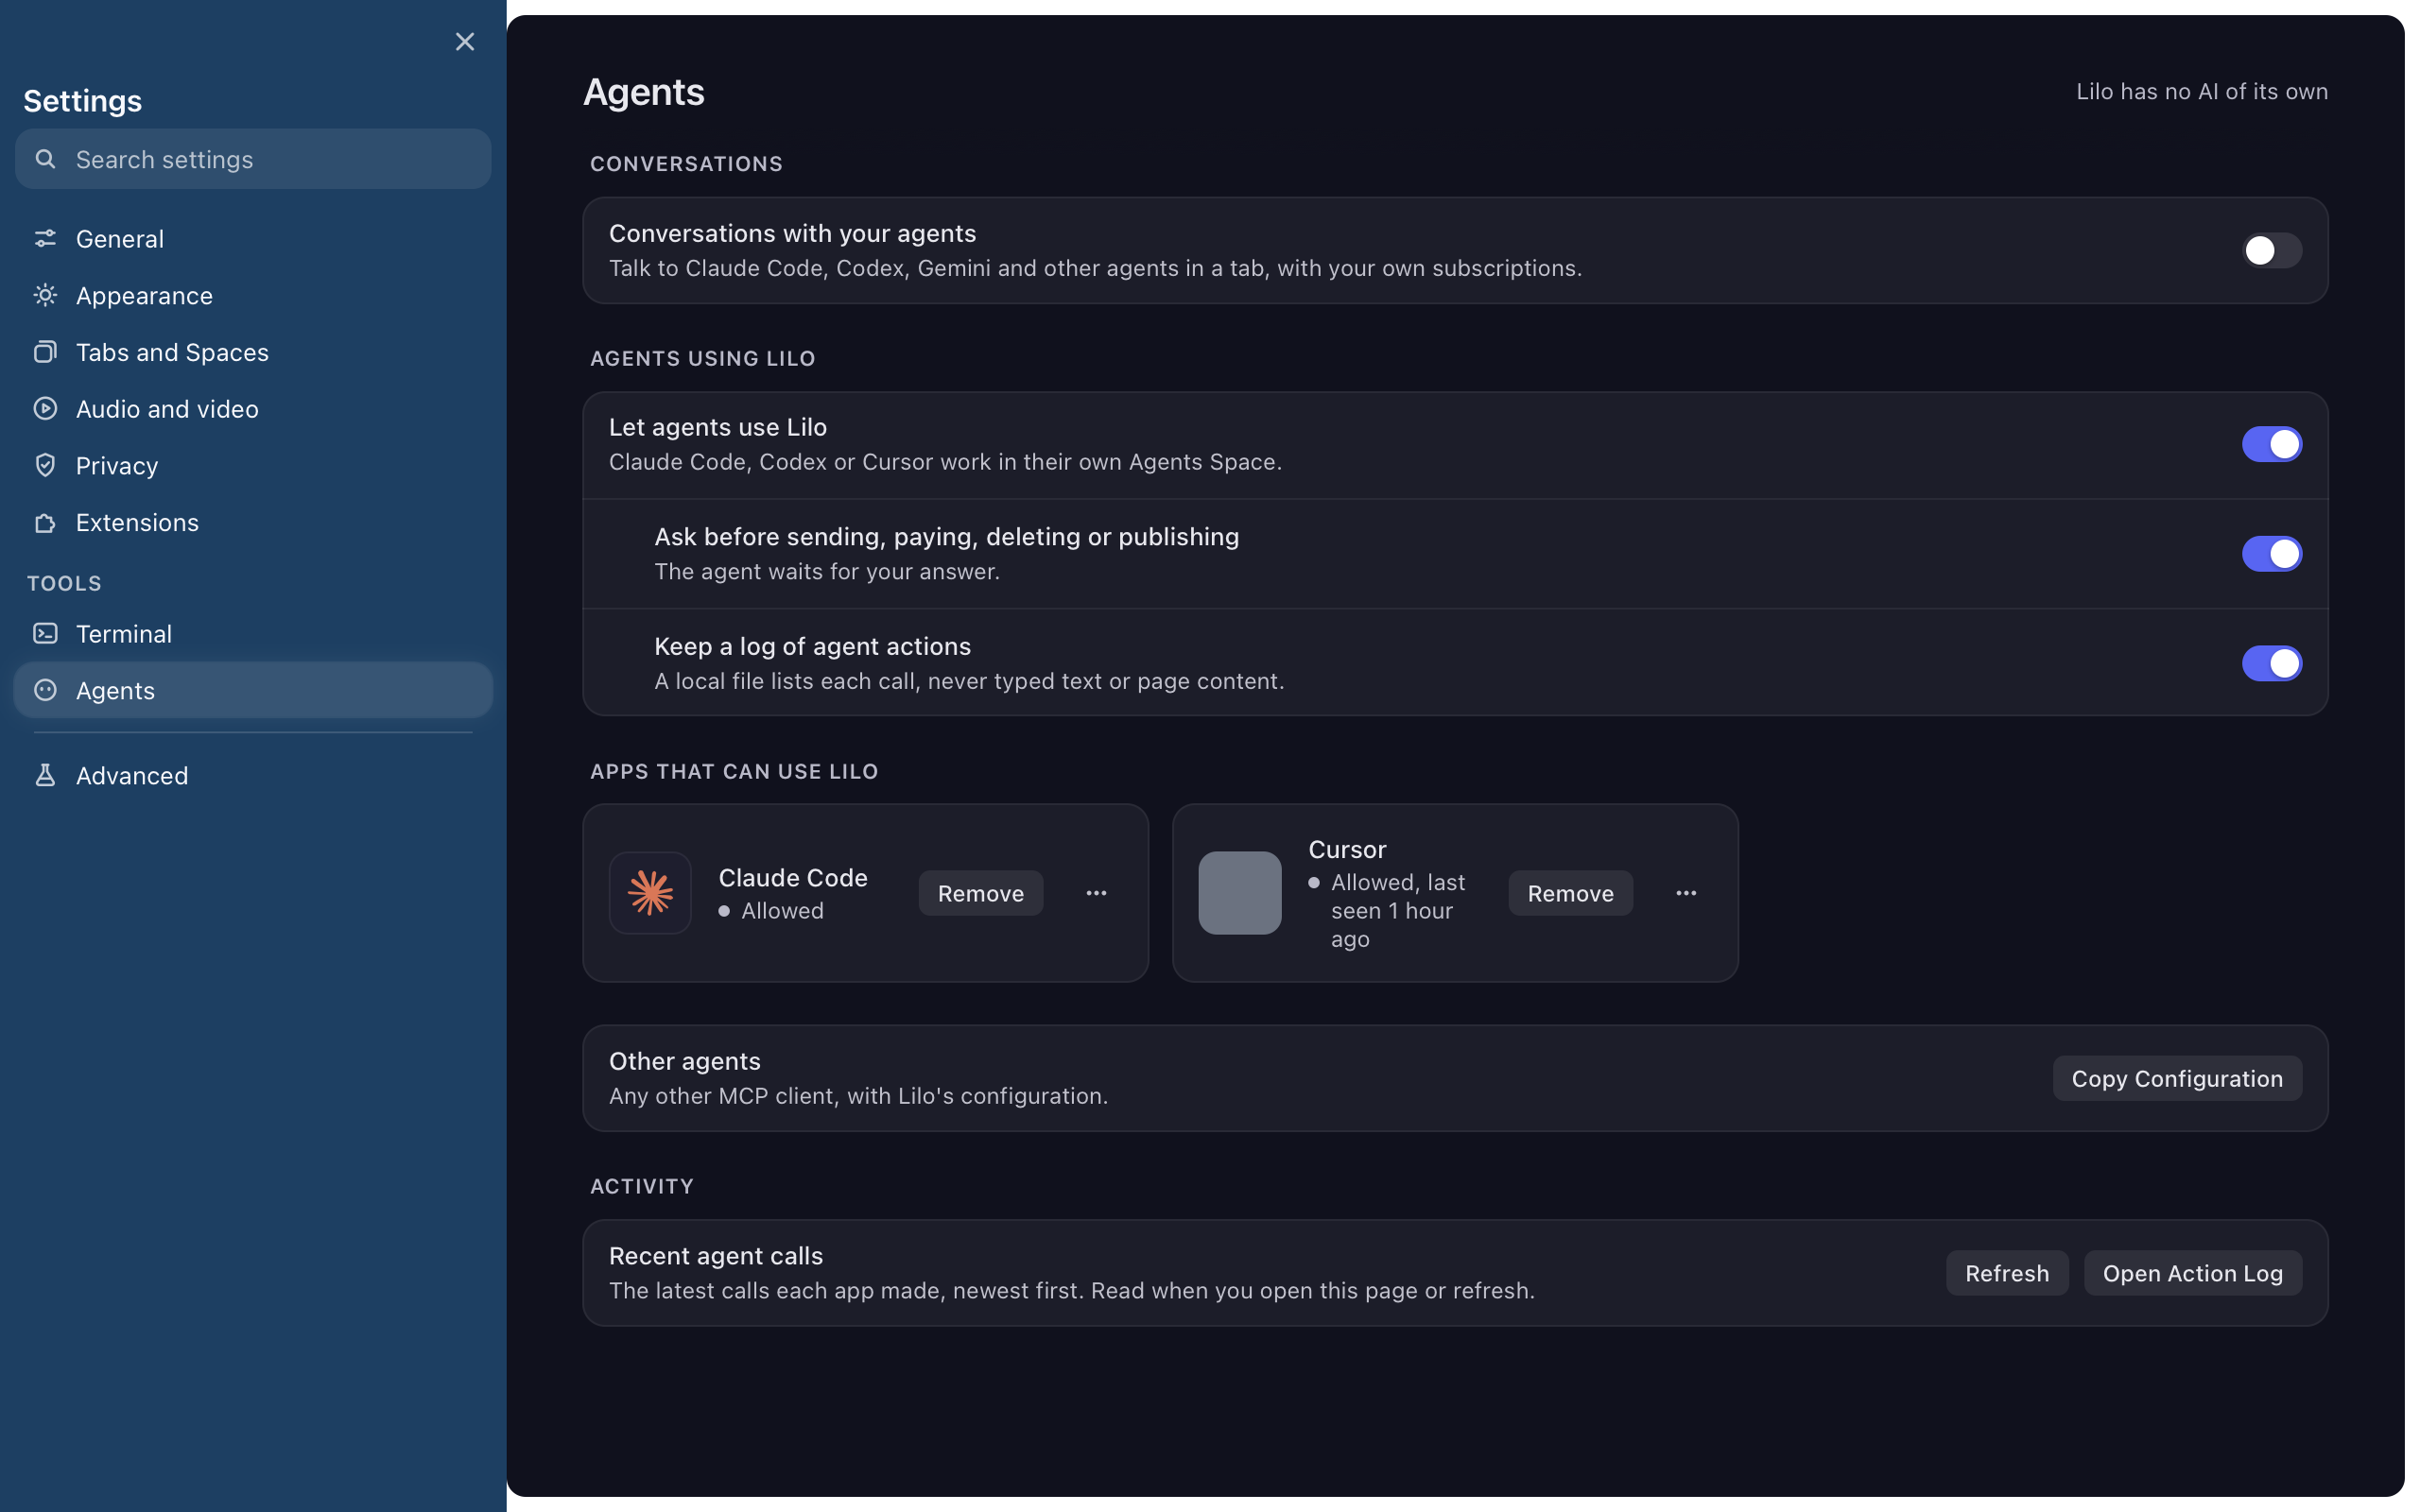 Settings
Search settings
General
Appearance
Tabs and Spaces
Audio and video
Privacy
Extensions
TOOLS
Terminal
Agents
Advanced
Agents
Lilo has no AI of its own
CONVERSATIONS
Conversations with your agents
Talk to Claude Code, Codex, Gemini and other agents in a tab, with your own subscriptions.
AGENTS USING LILO
Let agents use Lilo
Claude Code, Codex or Cursor work in their own Agents Space.
Ask before sending, paying, deleting or publishing
The agent waits for your answer.
Keep a log of agent actions
A local file lists each call, never typed text or page content.
APPS THAT CAN USE LILO
Claude Code
Allowed
Remove
Cursor
Allowed, last
seen 1 hour
ago
Remove
Other agents
Any other MCP client, with Lilo's configuration.
Copy Configuration
ACTIVITY
Recent agent calls
The latest calls each app made, newest first. Read when you open this page or refresh.
Refresh
Open Action Log